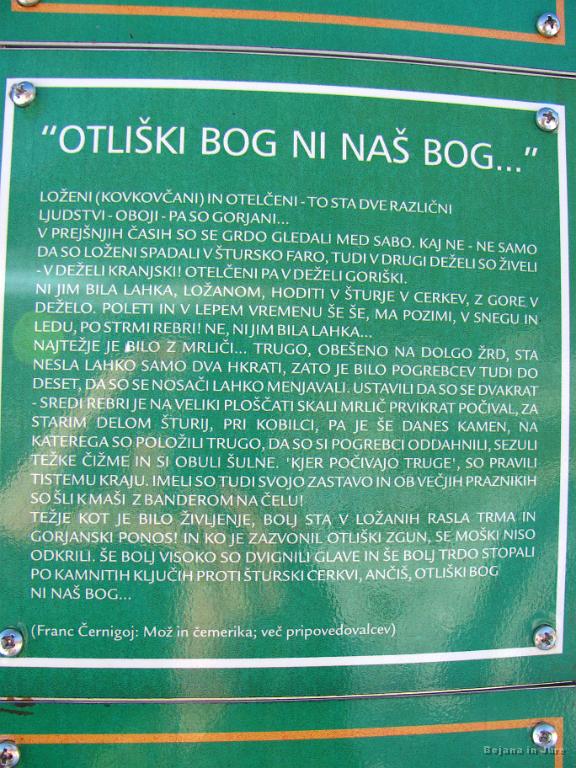 "OTLIŠKI BOG NI NAŠ BOG..."
LOŽENI (KOVKOVČANI) IN OTELČENI - TO STA DVE RAZLIČNI
LJUDSTVI - OBOJI - PA SO GORJANI...
V PREJŠNJIH ČASIH SO SE GRDO GLEDALI MED SABO. KAJ NE - NE SAMO
DA SO LOŽENI SPADALI V ŠTURSKO FARO, TUDI V DRUGI DEŽELI SO ŽIVELI
- V DEŽELI KRANJSKI! OTELČENI PA V DEŽELI GORIŠKI.
NI JIM BILA LAHKA, LOŽANOM, HODITI V ŠTURJE V CERKEV, Z GORE V
DEŽELO. POLETI IN V LEPEM VREMENU ŠE ŠE, MA POZIMI, V SNEGU IN
LEDU, PO STRMI REBRI! NE, NI JIM BILA LAHKA...
NAJTEŽJE JE BILO Z MRLIČI... TRUGO, OBEŠENO NA DOLGO ŽRD, STA
NESLA LAHKO SAMO DVA HKRATI, ZATO JE BILO POGREBCEV TUDI DO
DESET, DA SO SE NOSAČI LAHKO MENJAVALI. USTAVILI DA SO SE DVAKRAT
- SREDI REBRI JE NA VELIKI PLOŠČATI SKALI MRLIČ PRVIKRAT POČIVAL, ZA
STARIM DELOM ŠTURIJ, PRI KOBILCI, PA JE ŠE DANES KAMEN, NA
KATEREGA SO POLOŽILI TRUGO, DA SO SI POGREBCI ODDAHNILI, SEZULI
TEŽKE ČIŽME IN SI OBULI ŠULNE. 'KJER POČIVAJO TRUGE', SO PRAVILI
TISTEMU KRAJU. IMELI SO TUDI SVOJO ZASTAVO IN OB VEČJIH PRAZNIKIH
SO ŠLI K MAŠI Z BANDEROM NA ČELU!
TEŽJE KOT JE BILO ŽIVLJENJE, BOLJ STA V LOŽANIH RASLA TRMA IN
GORJANSKI PONOS! IN KO JE ZAZVONIL OTLIŠKI ZGUN, SE MOŠKI NISO
ODKRILI. ŠE BOLJ VISOKO SO DVIGNILI GLAVE IN ŠE BOLJ TRDO STOPALI
PO KAMNITIH KLJUČIH PROTI ŠTURSKI CERKVI, ANČIŠ, OTLIŠKI BOG
NI NAŠ BOG...
(Franc Černigoj: Mož in čemerika; več pripovedovalcev)
Bojana in Jure